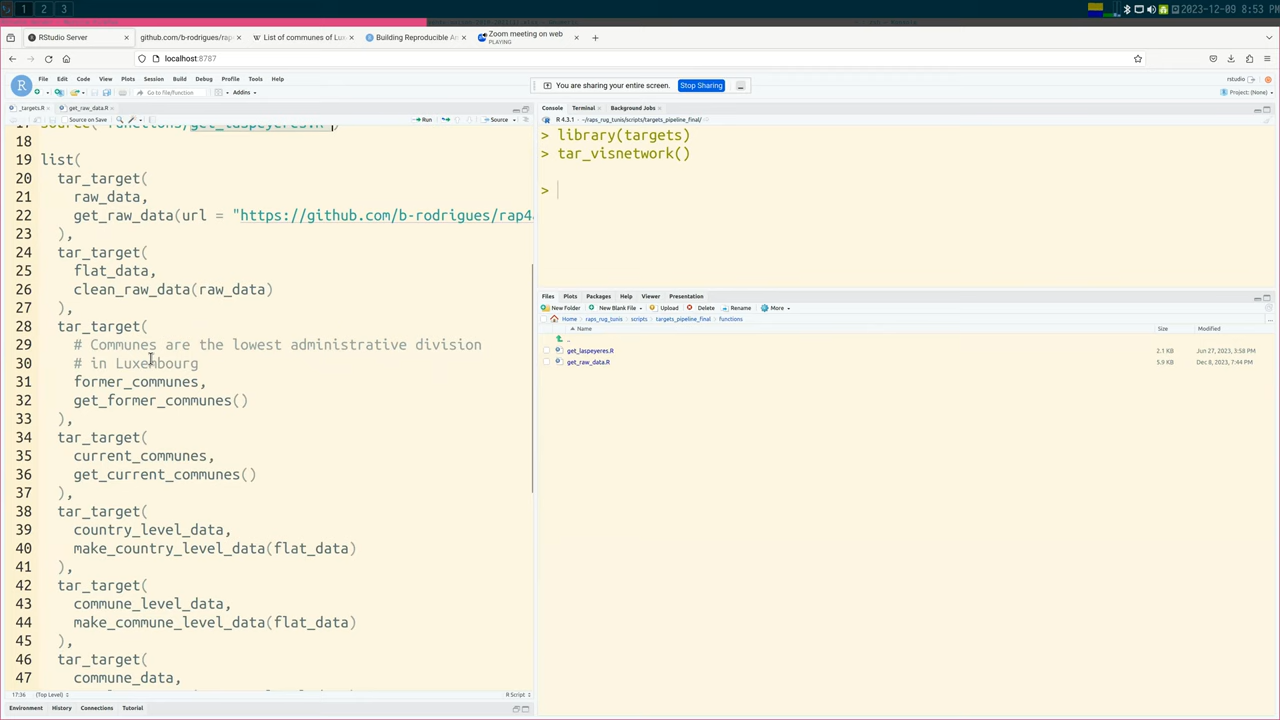 1 2 3
2023-12-09 8:53 PM
RStudio Server × github.com/b-rodrigues/rap × W List of communes of Lux × Building Reproducible An × Zoom meeting on web × +
PLAYING
localhost:8787
File Edit Code View Plots Session Build Debug Profile Tools Help
rstudio
You are sharing your entire screen. Stop Sharing
Go to file/function Addins
Project: (None)
_targets.R × get_raw_data.R ×
Source on Save Run Source
18
19 list(
20 tar_target(
21 raw_data,
22 get_raw_data(url = "https://github.com/b-rodrigues/rap4
23 ),
24 tar_target(
25 flat_data,
26 clean_raw_data(raw_data)
27 ),
28 tar_target(
29 # Communes are the lowest administrative division
30 # in Luxembourg
31 former_communes,
32 get_former_communes()
33 ),
34 tar_target(
35 current_communes,
36 get_current_communes()
37 ),
38 tar_target(
39 country_level_data,
40 make_country_level_data(flat_data)
41 ),
42 tar_target(
43 commune_level_data,
44 make_commune_level_data(flat_data)
45 ),
46 tar_target(
47 commune_data,
17:36 (Top Level) R Script
Environment History Connections Tutorial
Console Terminal × Background Jobs ×
R 4.3.1 · ~/raps_rug_tunis/scripts/targets_pipeline_final/
> library(targets)
> tar_visnetwork()
>
Files Plots Packages Help Viewer Presentation
New Folder New Blank File Upload Delete Rename More
Home raps_rug_tunis scripts targets_pipeline_final functions ...
Name Size Modified
..
get_laspeyeres.R 2.1 KB Jun 27, 2023, 3:58 PM
get_raw_data.R 5.9 KB Dec 8, 2023, 7:44 PM